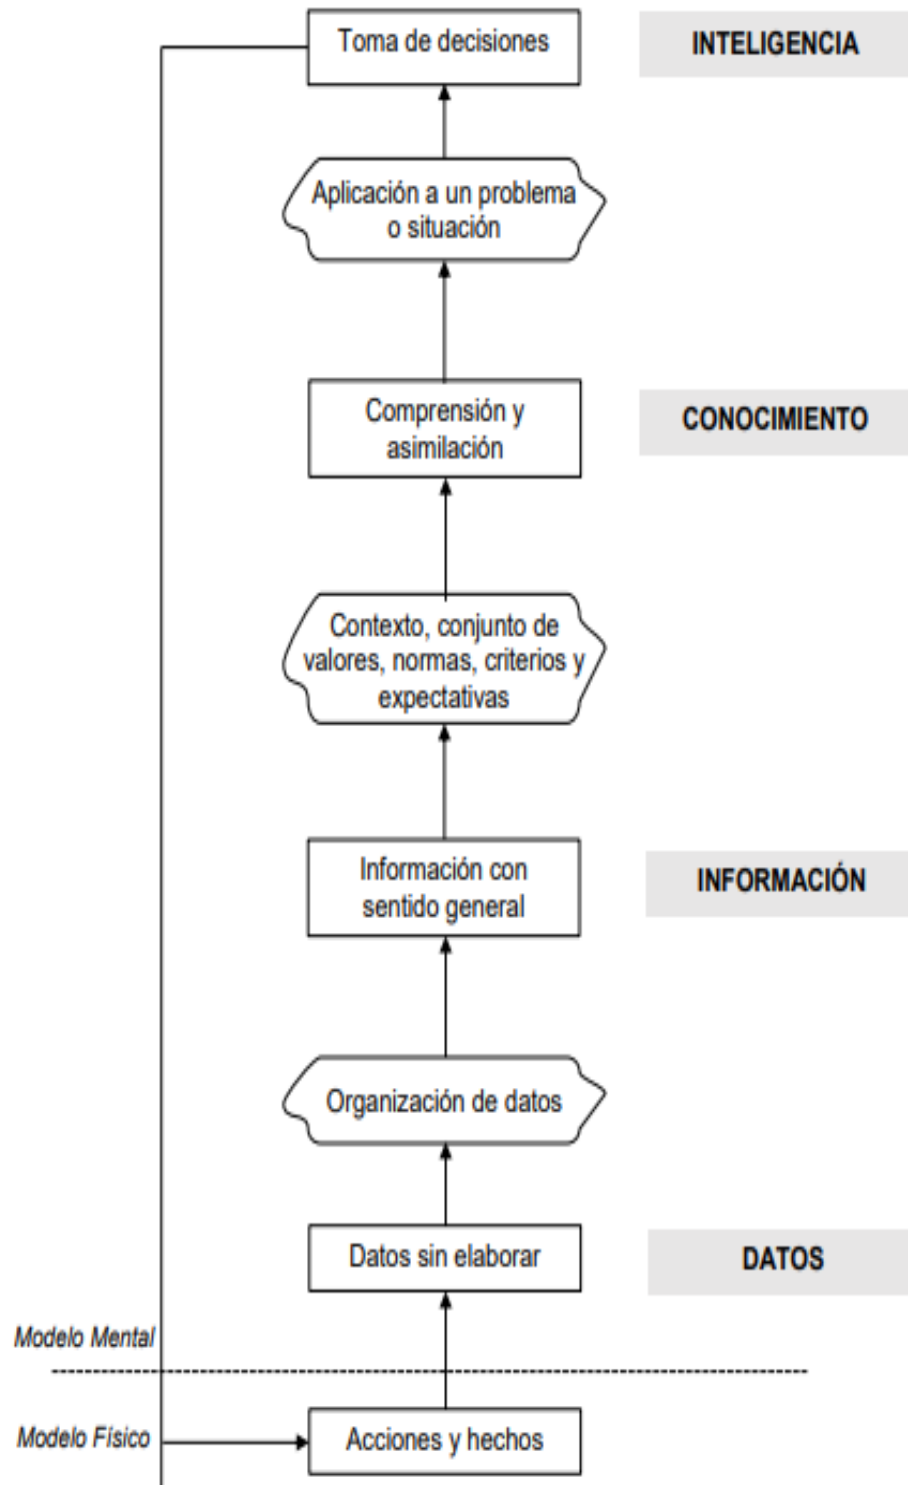 Toma de decisiones
INTELIGENCIA
Aplicación a un problema
o situación
Comprensión y
asimilación
CONOCIMIENTO
Contexto, conjunto de
valores, normas, criterios y
expectativas
Información con
sentido general
INFORMACIÓN
Organización de datos
Datos sin elaborar
DATOS
Modelo Mental
Modelo Físico
Acciones y hechos